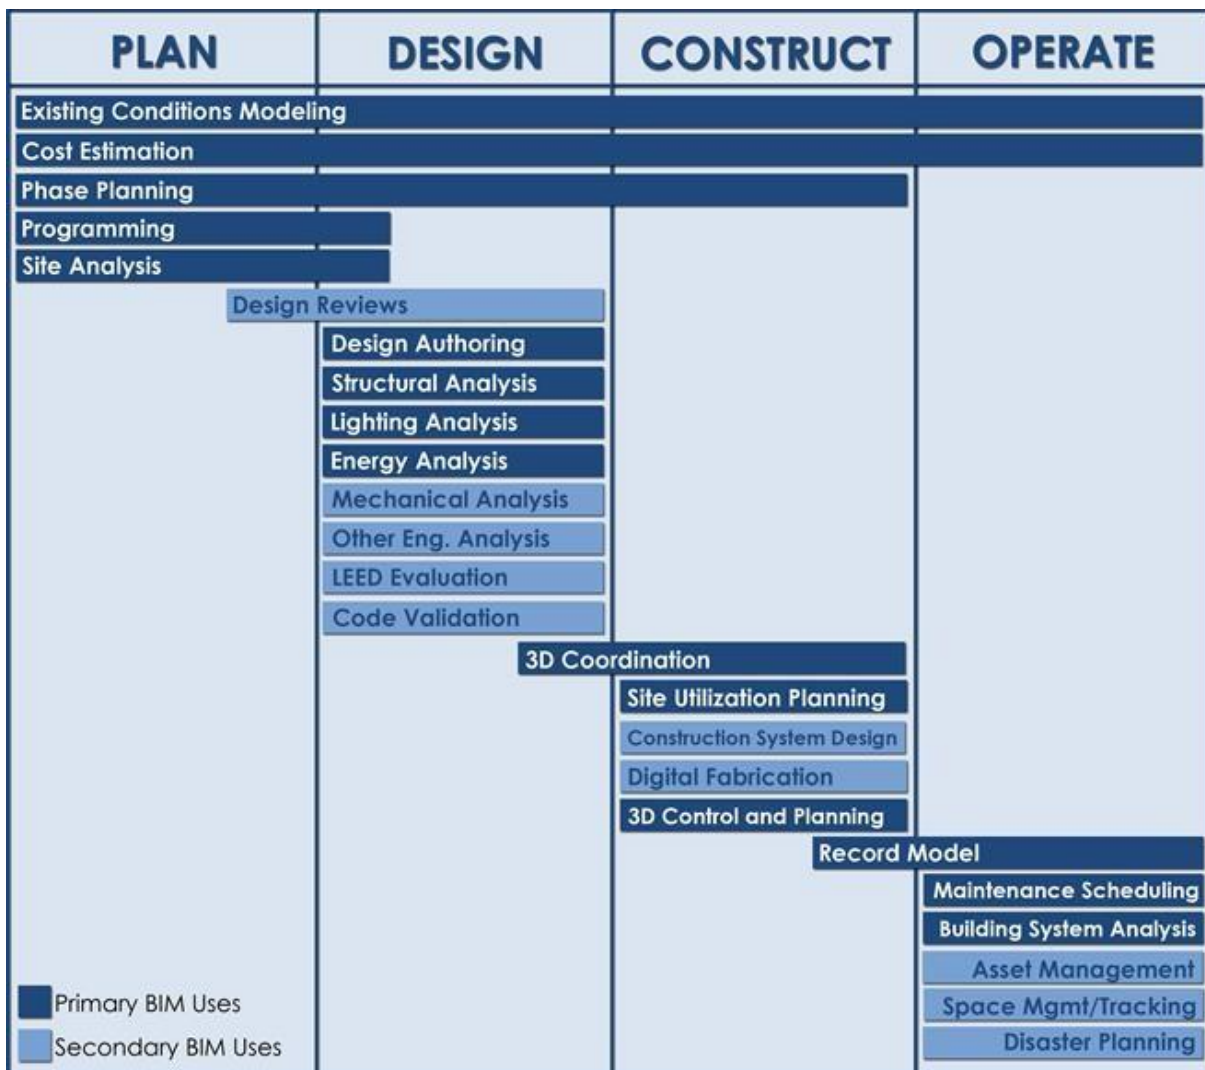 PLAN
DESIGN
CONSTRUCT
OPERATE
Existing Conditions Modeling
Cost Estimation
Phase Planning
Programming
Site Analysis
Design Reviews
Design Authoring
Structural Analysis
Lighting Analysis
Energy Analysis
Mechanical Analysis
Other Eng. Analysis
LEED Evaluation
Code Validation
3D Coordination
Site Utilization Planning
Construction System Design
Digital Fabrication
3D Control and Planning
Record Model
Maintenance Scheduling
Building System Analysis
Asset Management
Space Mgmt/Tracking
Disaster Planning
Primary BIM Uses
Secondary BIM Uses